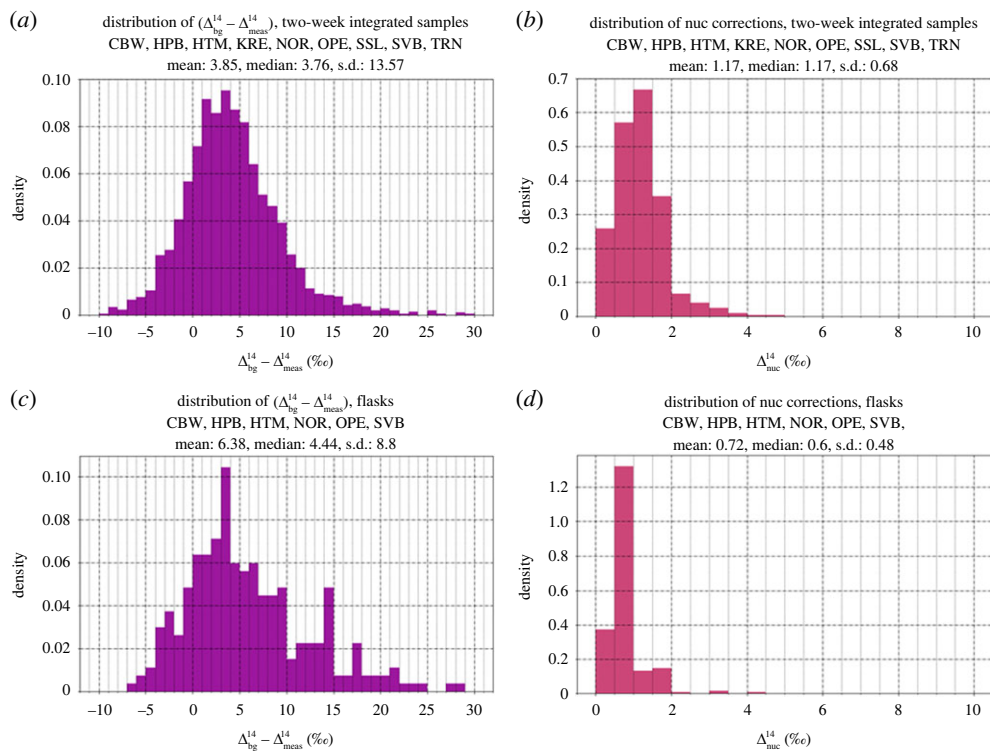 (a)
distribution of (Δ¹⁴bg – Δ¹⁴meas), two-week integrated samples
CBW, HPB, HTM, KRE, NOR, OPE, SSL, SVB, TRN
mean: 3.85, median: 3.76, s.d.: 13.57
0.10
0.08
0.06
0.04
0.02
0
density
–10 –5 0 5 10 15 20 25 30
Δ¹⁴bg – Δ¹⁴meas (‰)
(b)
distribution of nuc corrections, two-week integrated samples
CBW, HPB, HTM, KRE, NOR, OPE, SSL, SVB, TRN
mean: 1.17, median: 1.17, s.d.: 0.68
0.7
0.6
0.5
0.4
0.3
0.2
0.1
0
density
0 2 4 6 8 10
Δ¹⁴nuc (‰)
(c)
distribution of (Δ¹⁴bg – Δ¹⁴meas), flasks
CBW, HPB, HTM, NOR, OPE, SVB
mean: 6.38, median: 4.44, s.d.: 8.8
0.10
0.08
0.06
0.04
0.02
0
density
–10 –5 0 5 10 15 20 25 30
Δ¹⁴bg – Δ¹⁴meas (‰)
(d)
distribution of nuc corrections, flasks
CBW, HPB, HTM, NOR, OPE, SVB,
mean: 0.72, median: 0.6, s.d.: 0.48
1.2
1.0
0.8
0.6
0.4
0.2
0
density
0 2 4 6 8 10
Δ¹⁴nuc (‰)